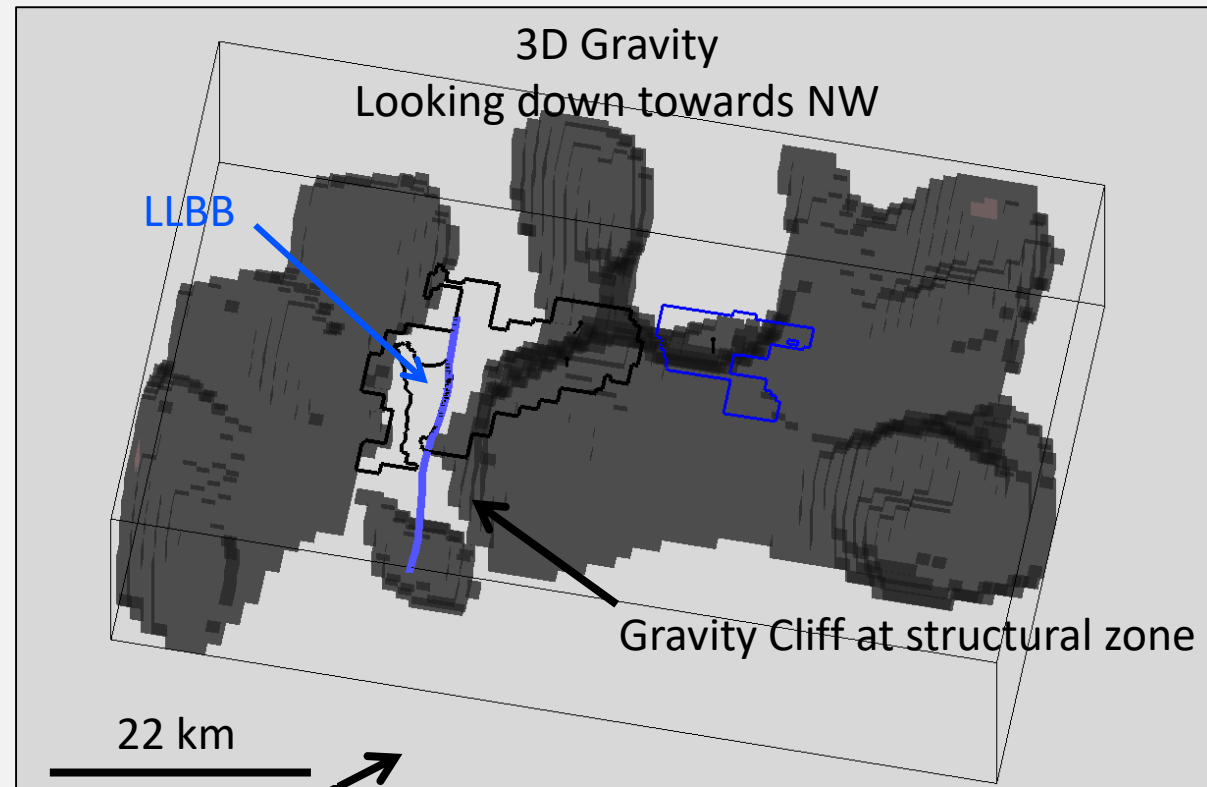 3D Gravity
Looking down towards NW
LLBB
Gravity Cliff at structural zone
22 km